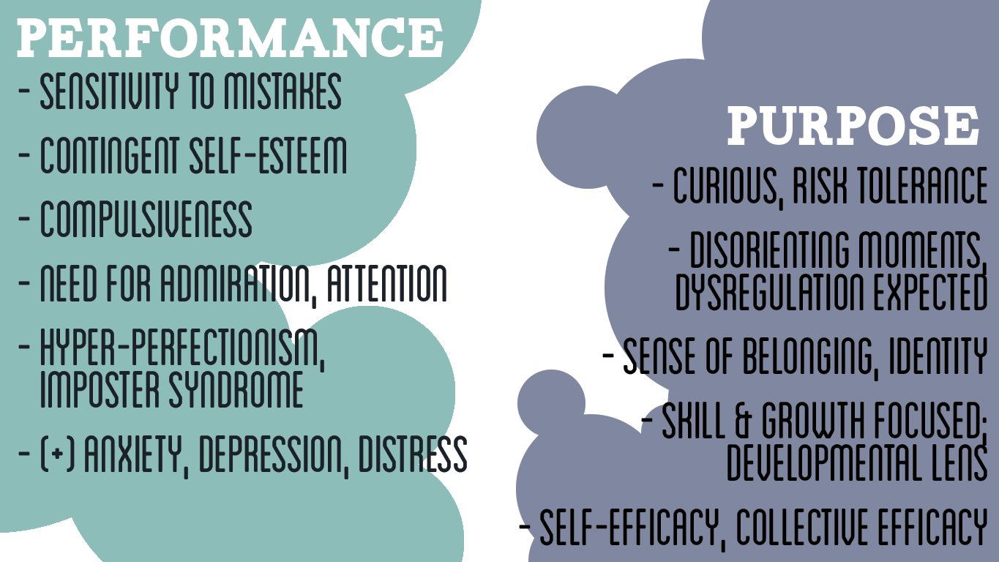 PERFORMANCE
- SENSITIVITY TO MISTAKES
- CONTINGENT SELF-ESTEEM
- COMPULSIVENESS
- NEED FOR ADMIRATION, ATTENTION
- HYPER-PERFECTIONISM,
IMPOSTER SYNDROME
- (+) ANXIETY, DEPRESSION, DISTRESS
PURPOSE
- CURIOUS, RISK TOLERANCE
- DISORIENTING MOMENTS,
DYSREGULATION EXPECTED
- SENSE OF BELONGING, IDENTITY
- SKILL & GROWTH FOCUSED;
DEVELOPMENTAL LENS
- SELF-EFFICACY, COLLECTIVE EFFICACY